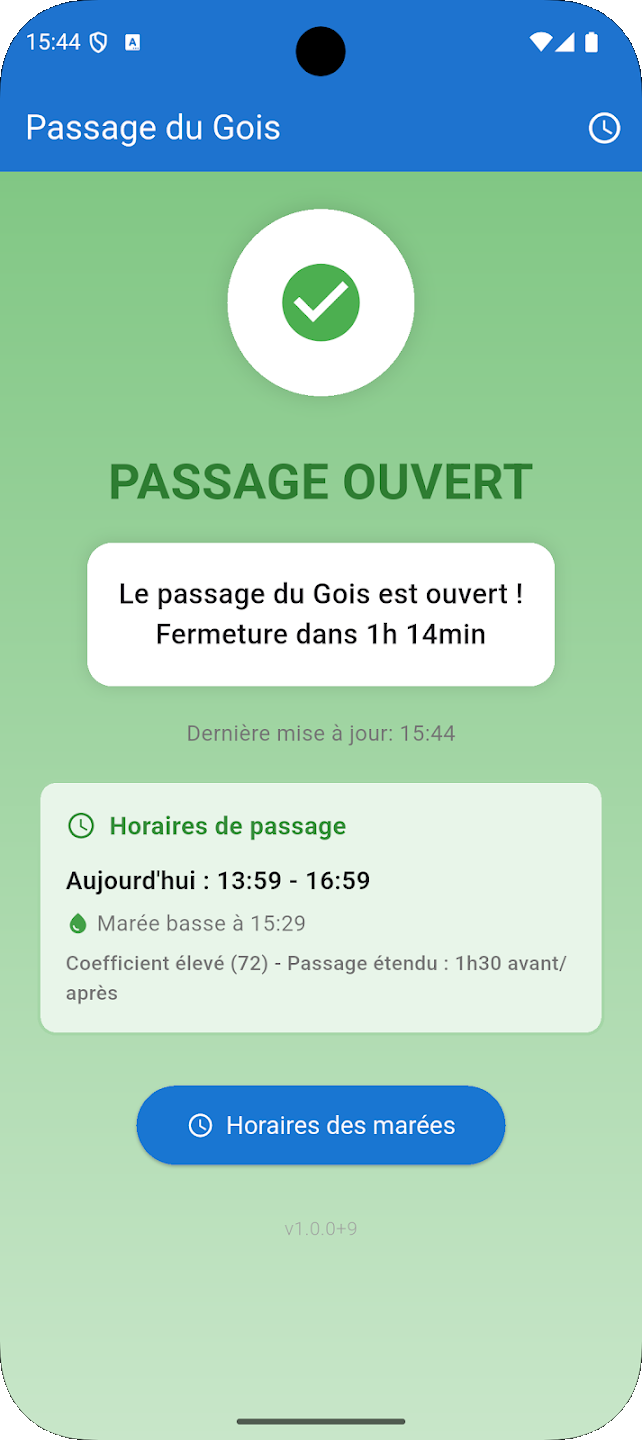 15:44
Passage du Gois
PASSAGE OUVERT
Le passage du Gois est ouvert !
Fermeture dans 1h 14min
Dernière mise à jour: 15:44
Horaires de passage
Aujourd'hui : 13:59 - 16:59
Marée basse à 15:29
Coefficient élevé (72) - Passage étendu : 1h30 avant/
après
Horaires des marées
v1.0.0+9